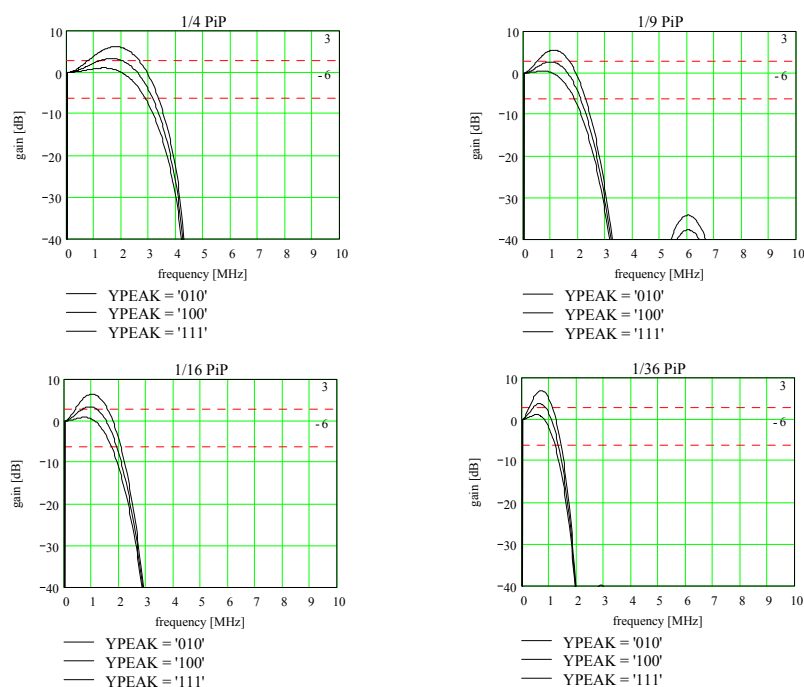 1/4 PiP
3
-6
10
0
−10
−20
−30
−40
gain [dB]
0 1 2 3 4 5 6 7 8 9 10
frequency [MHz]
YPEAK = '010'
YPEAK = '100'
YPEAK = '111'
1/9 PiP
3
-6
10
0
−10
−20
−30
−40
gain [dB]
0 1 2 3 4 5 6 7 8 9 10
frequency [MHz]
YPEAK = '010'
YPEAK = '100'
YPEAK = '111'
1/16 PiP
3
-6
10
0
−10
−20
−30
−40
gain [dB]
0 1 2 3 4 5 6 7 8 9 10
frequency [MHz]
YPEAK = '010'
YPEAK = '100'
YPEAK = '111'
1/36 PiP
3
-6
10
0
−10
−20
−30
−40
gain [dB]
0 1 2 3 4 5 6 7 8 9 10
frequency [MHz]
YPEAK = '010'
YPEAK = '100'
YPEAK = '111'